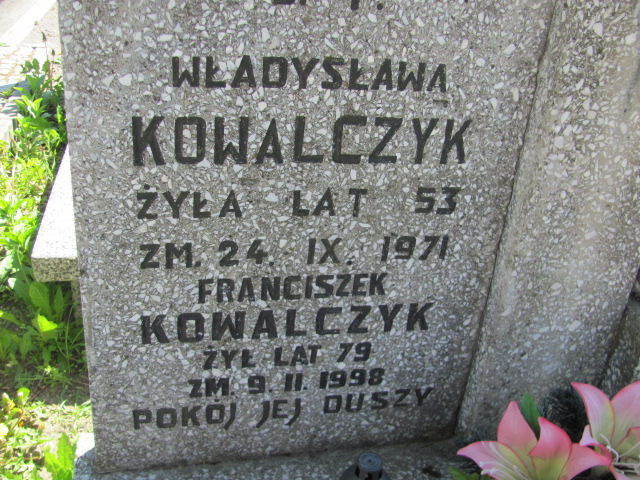 Ś. P.
WŁADYSŁAWA
KOWALCZYK
ŻYŁA LAT 53
ZM. 24. IX. 1971
FRANCISZEK
KOWALCZYK
ŻYŁ LAT 79
ZM. 9. II. 1998
POKÓJ JEJ DUSZY